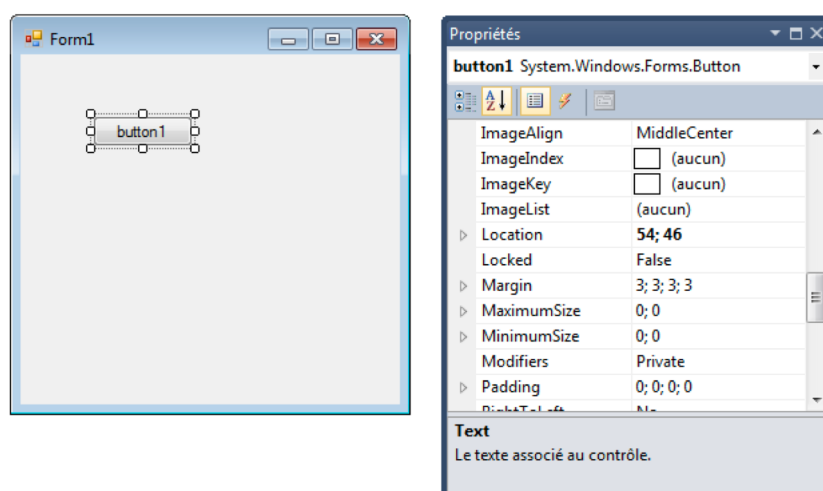 Form1
button1
Propriétés
button1 System.Windows.Forms.Button
ImageAlign MiddleCenter
ImageIndex (aucun)
ImageKey (aucun)
ImageList (aucun)
Location 54; 46
Locked False
Margin 3; 3; 3; 3
MaximumSize 0; 0
MinimumSize 0; 0
Modifiers Private
Padding 0; 0; 0; 0
RightToLeft No
Text
Le texte associé au contrôle.